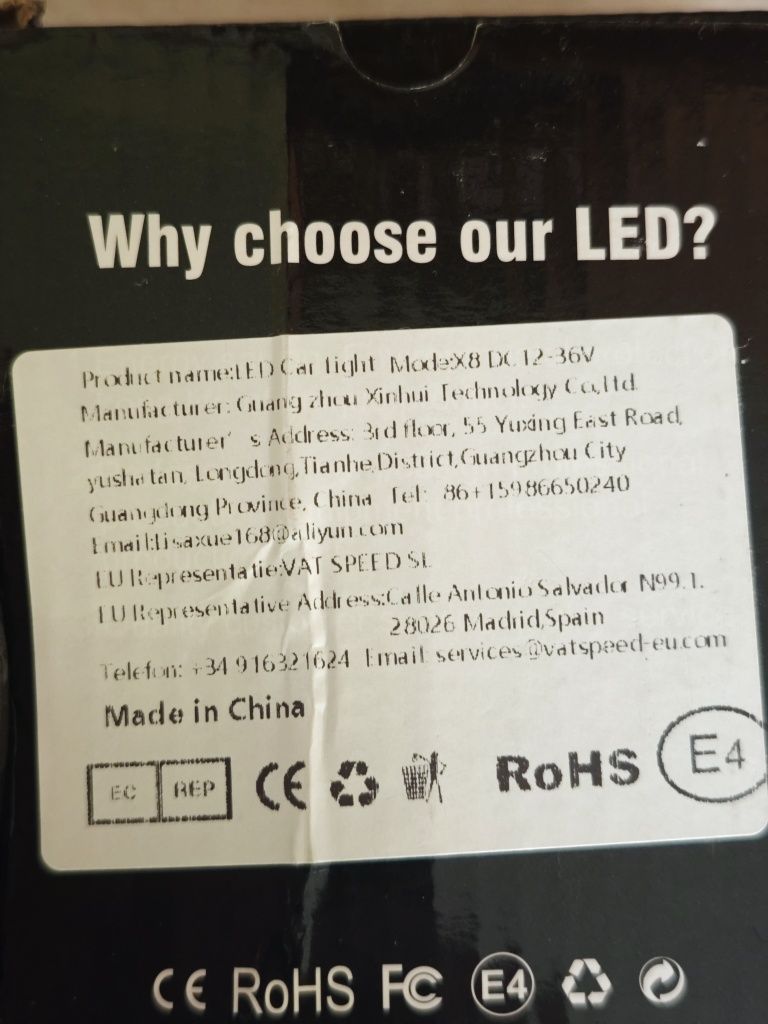 Why choose our LED?
Product name:LED Car Light Mode:X8 DC 12-36V
Manufacturer: Guang zhou Xinhui Technology Co,ltd.
Manufacturer's Address: 3rd floor, 55 Yuxing East Road,
yushatan, Longdong,Tianhe District,Guangzhou City
Guangdong Province, China Tel: 86+15986650240
Email:lisaxue168@aliyun.com
EU Representatie:VAT SPEED SL
EU Representative Address:Calle Antonio Salvador N99.1.
28026 Madrid,Spain
Telefon: +34 916321624 Email: services@vatspeed-eu.com
Made in China
EC REP CE RoHS E4
CE RoHS FC E4